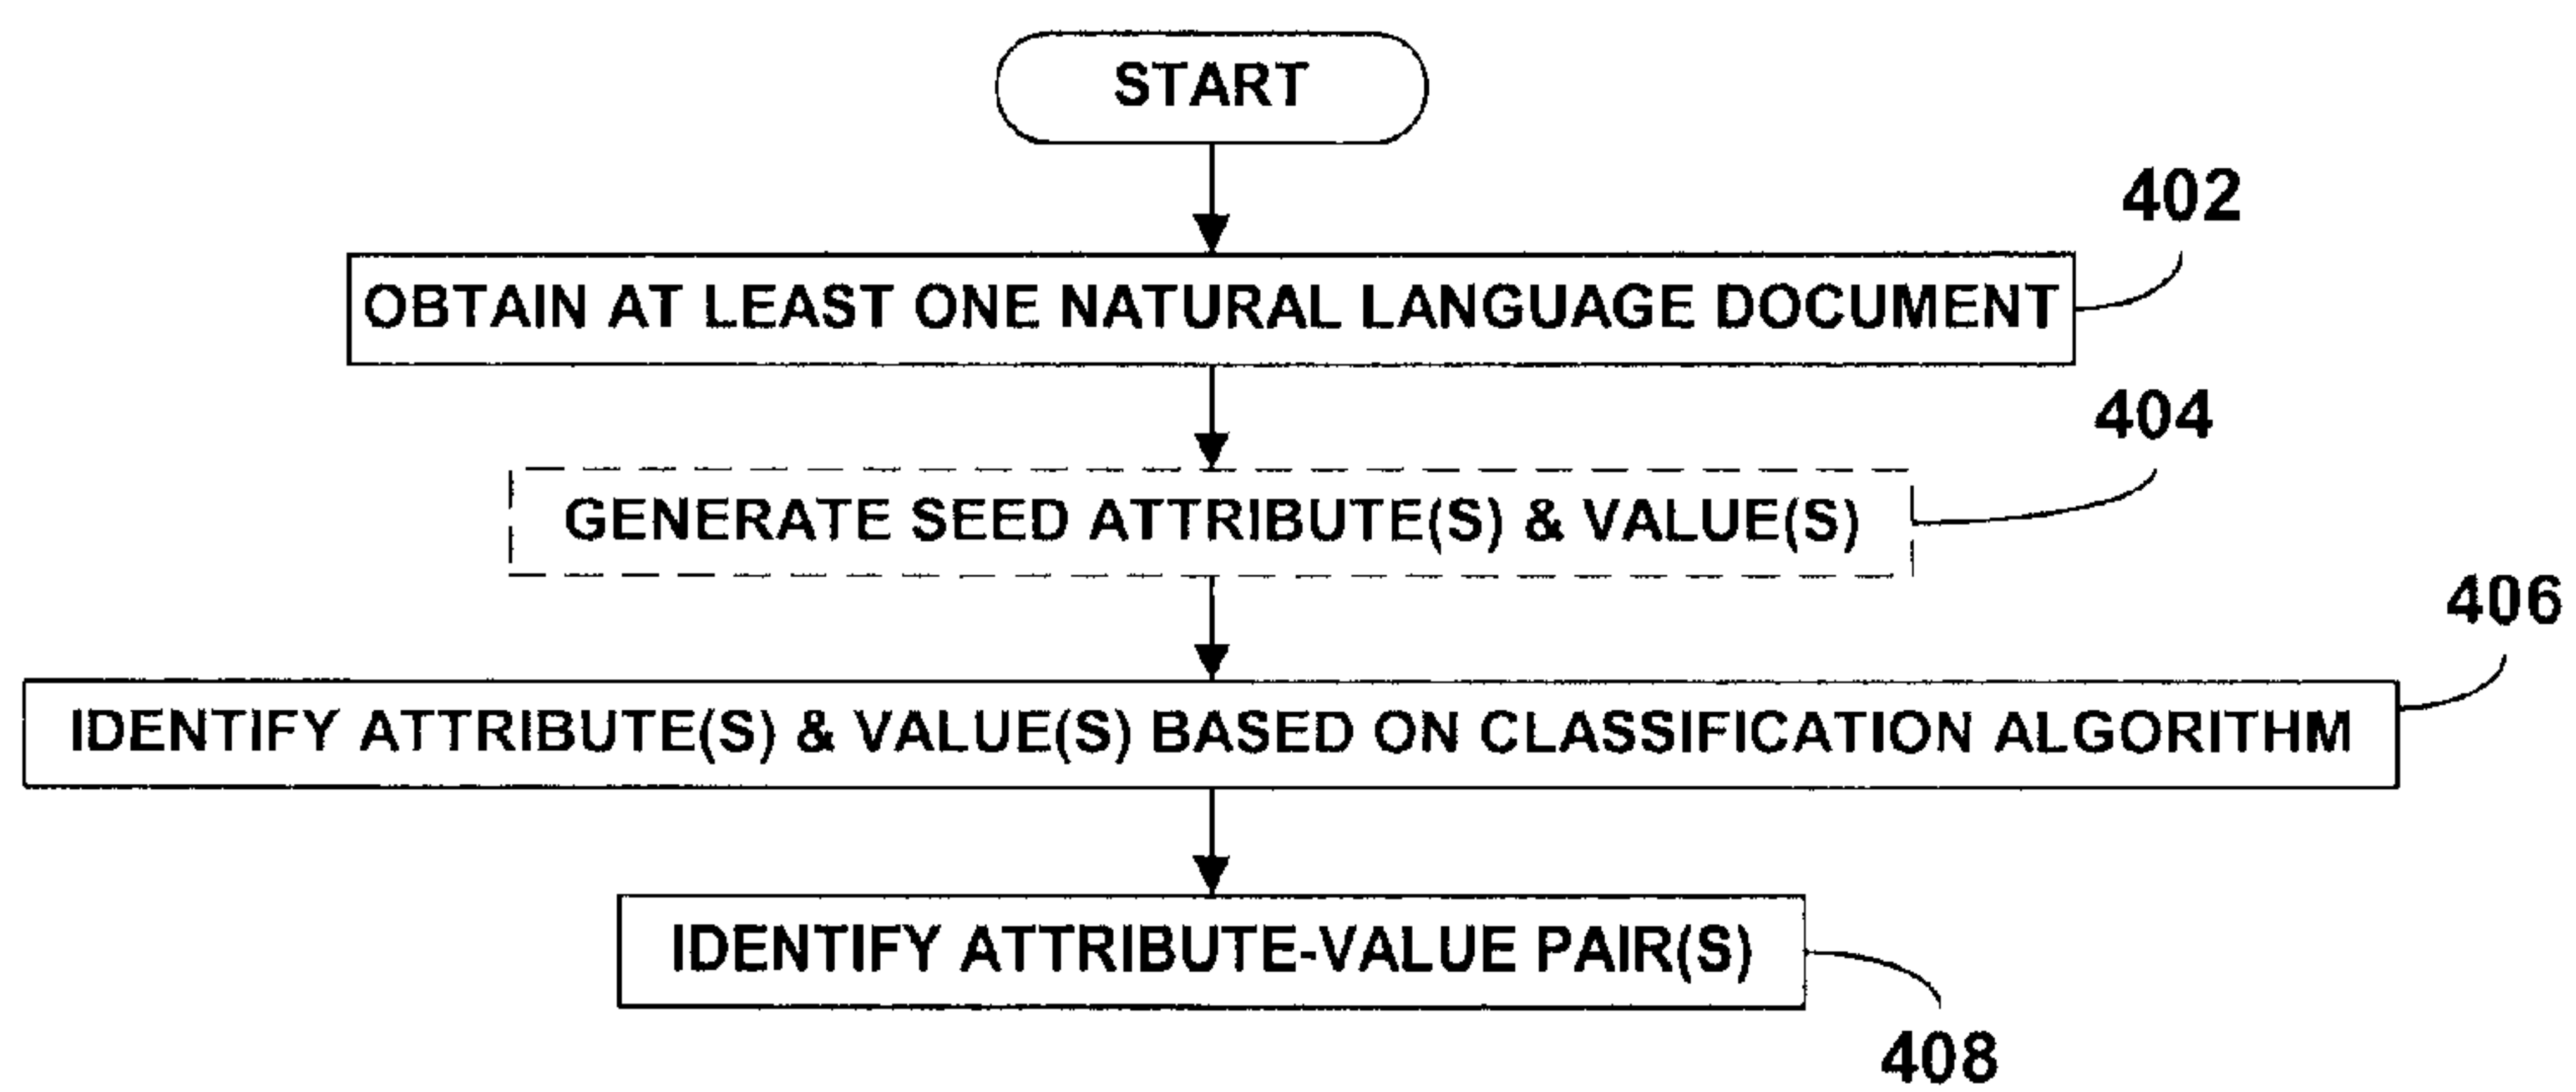 START
402
OBTAIN AT LEAST ONE NATURAL LANGUAGE DOCUMENT
404
GENERATE SEED ATTRIBUTE(S) & VALUE(S)
406
IDENTIFY ATTRIBUTE(S) & VALUE(S) BASED ON CLASSIFICATION ALGORITHM
IDENTIFY ATTRIBUTE-VALUE PAIR(S)
408